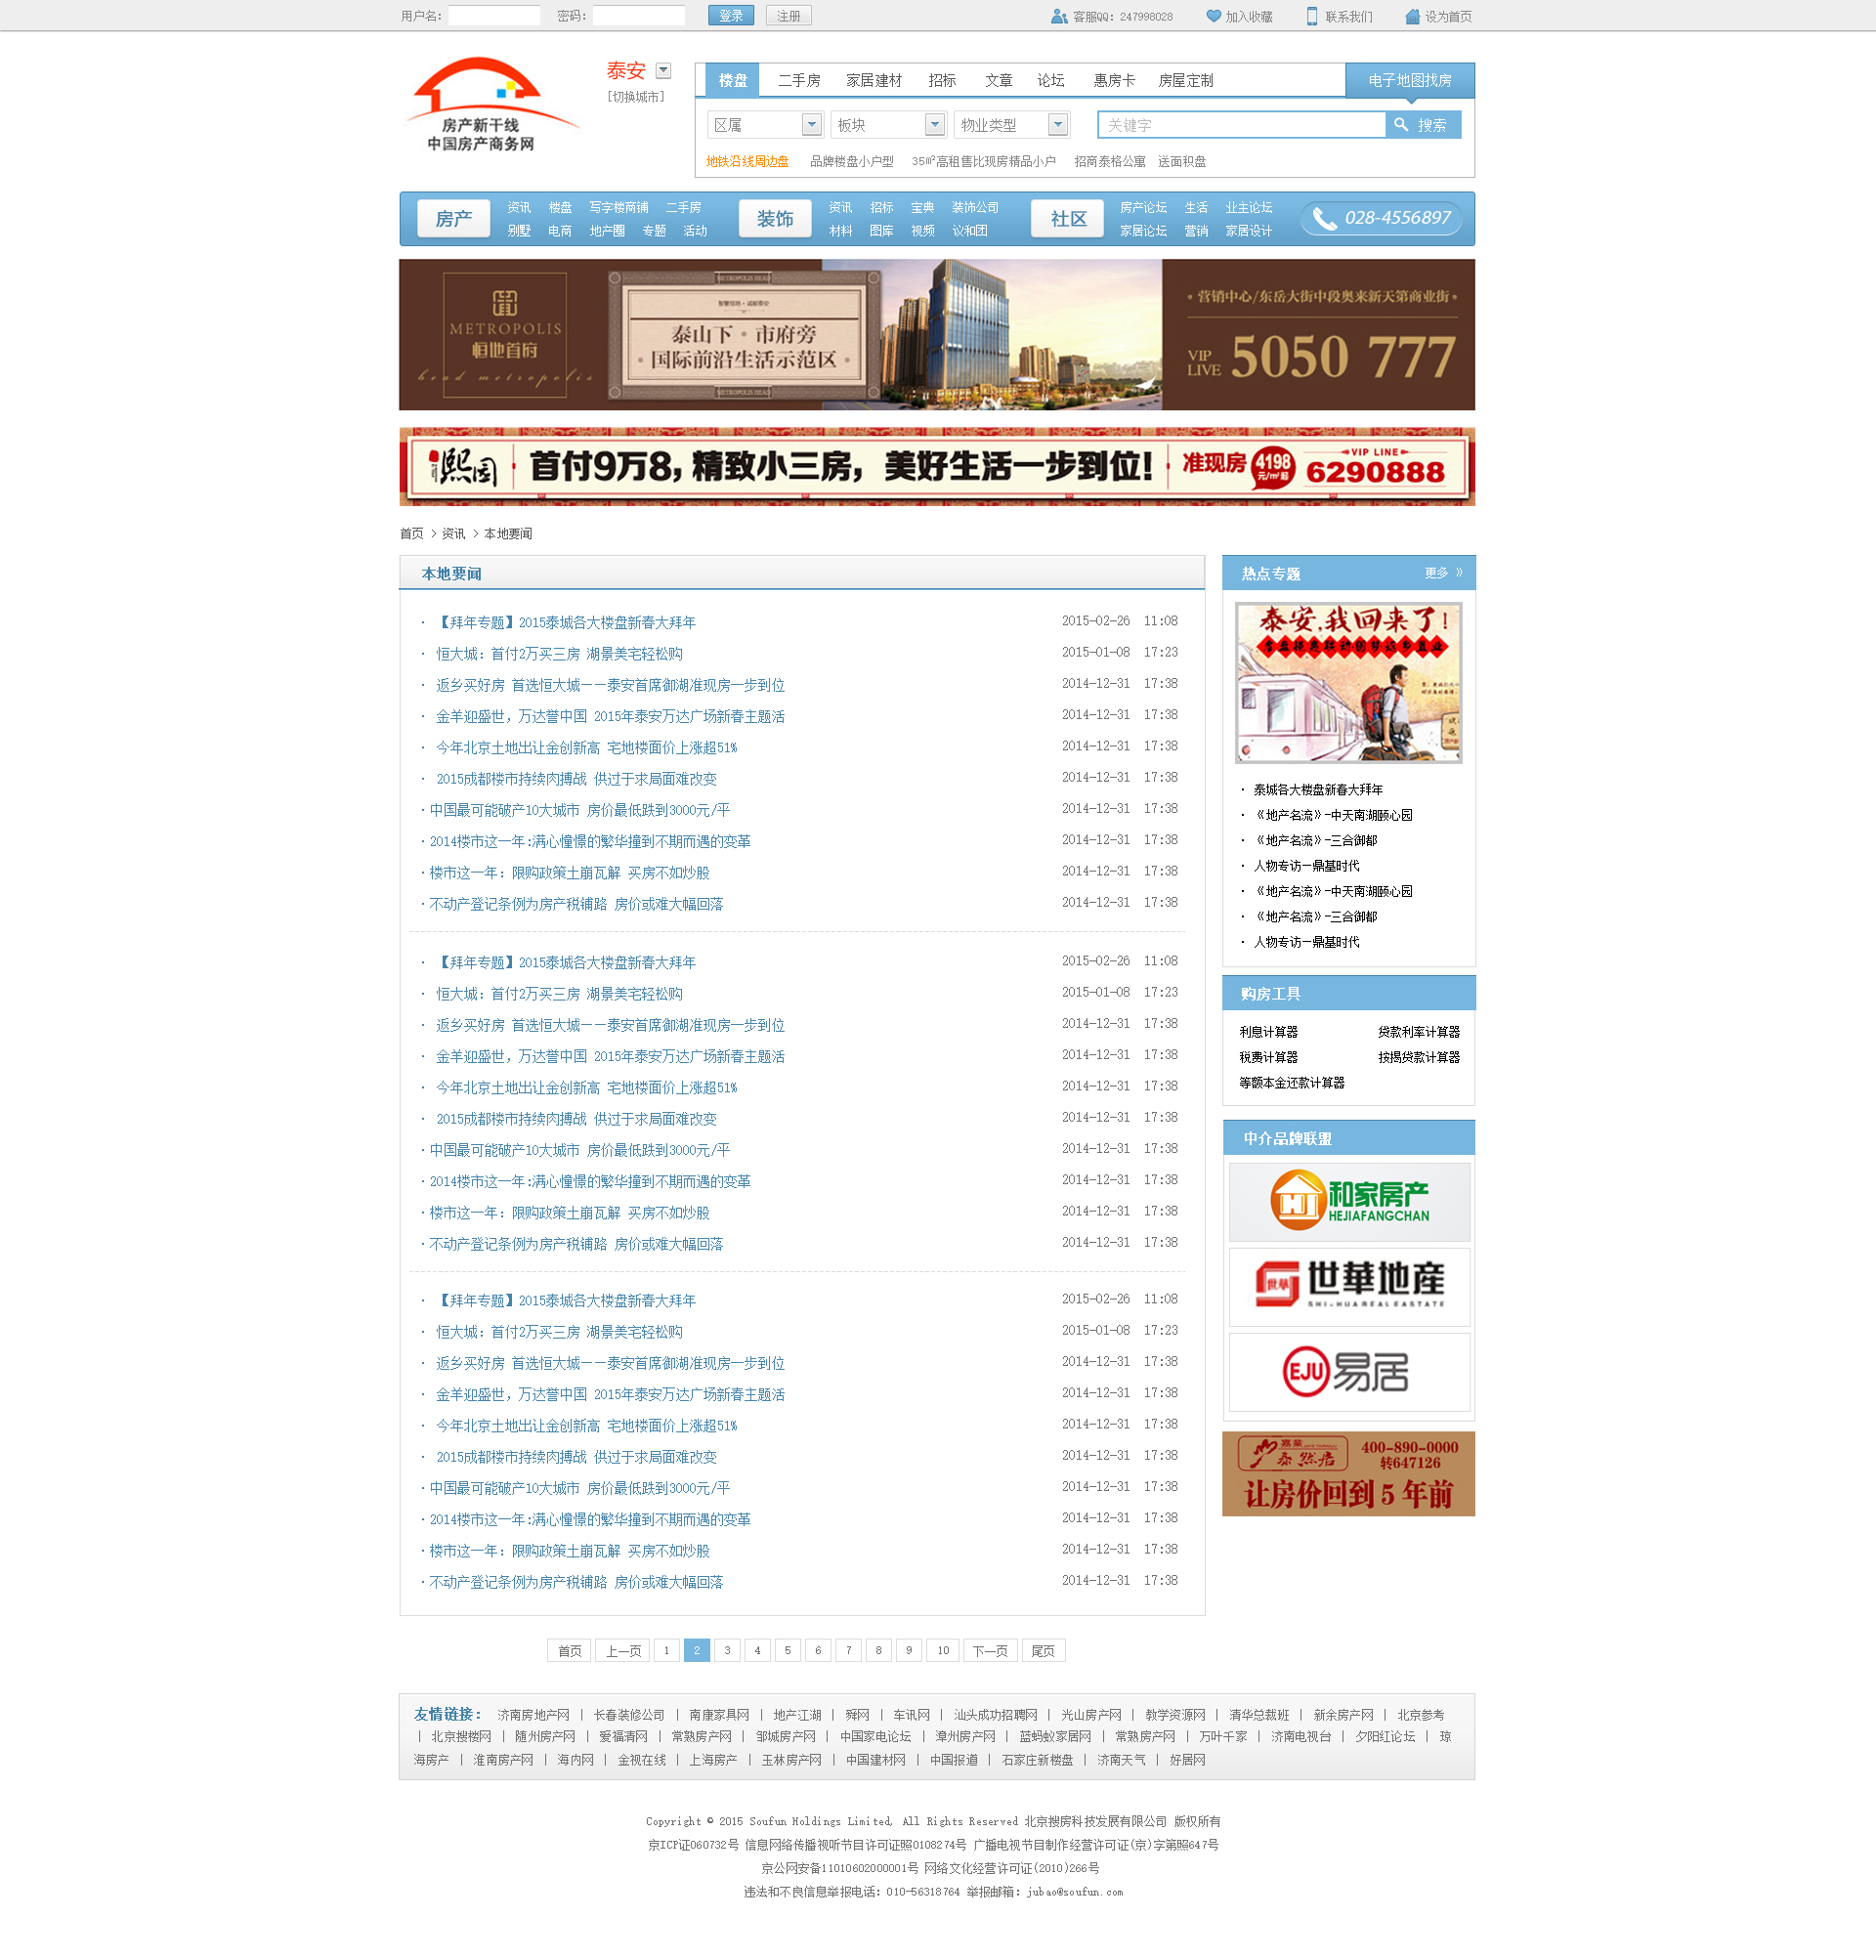 用户名: 密码: 登录 注册 客服QQ: 247998028 加入收藏 联系我们 设为首页
房产新干线
中国房产商务网
泰安
[切换城市]
楼盘 二手房 家居建材 招标 文章 论坛 惠房卡 房屋定制 电子地图找房
区属 板块 物业类型 关键字 搜索
地铁沿线周边盘 品牌楼盘小户型 35㎡高租售比现房精品小户 招商泰格公寓 送面积盘
房产 资讯 楼盘 写字楼商铺 二手房
别墅 电商 地产圈 专题 活动
装饰 资讯 招标 宝典 装饰公司
材料 图库 视频 议和团
社区 房产论坛 生活 业主论坛
家居论坛 营销 家居设计
028-4556897
METROPOLIS
恒地首府
head metropolis
METROPOLIS HEAD
泰山下·市府旁
国际前沿生活示范区
METROPOLIS HEAD
·营销中心/东岳大街中段奥来新天第商业街·
VIP LIVE 5050 777
熙园 首付9万8,精致小三房，美好生活一步到位! 准现房 4198元/㎡起 VIP LINE 6290888
首页 > 资讯 > 本地要闻
本地要闻
· 【拜年专题】2015泰城各大楼盘新春大拜年 2015-02-26 11:08
· 恒大城: 首付2万买三房 湖景美宅轻松购 2015-01-08 17:23
· 返乡买好房 首选恒大城——泰安首席御湖准现房一步到位 2014-12-31 17:38
· 金羊迎盛世，万达誉中国 2015年泰安万达广场新春主题活 2014-12-31 17:38
· 今年北京土地出让金创新高 宅地楼面价上涨超51% 2014-12-31 17:38
· 2015成都楼市持续肉搏战 供过于求局面难改变 2014-12-31 17:38
·中国最可能破产10大城市 房价最低跌到3000元/平 2014-12-31 17:38
·2014楼市这一年:满心憧憬的繁华撞到不期而遇的变革 2014-12-31 17:38
·楼市这一年: 限购政策土崩瓦解 买房不如炒股 2014-12-31 17:38
·不动产登记条例为房产税铺路 房价或难大幅回落 2014-12-31 17:38
· 【拜年专题】2015泰城各大楼盘新春大拜年 2015-02-26 11:08
· 恒大城: 首付2万买三房 湖景美宅轻松购 2015-01-08 17:23
· 返乡买好房 首选恒大城——泰安首席御湖准现房一步到位 2014-12-31 17:38
· 金羊迎盛世，万达誉中国 2015年泰安万达广场新春主题活 2014-12-31 17:38
· 今年北京土地出让金创新高 宅地楼面价上涨超51% 2014-12-31 17:38
· 2015成都楼市持续肉搏战 供过于求局面难改变 2014-12-31 17:38
·中国最可能破产10大城市 房价最低跌到3000元/平 2014-12-31 17:38
·2014楼市这一年:满心憧憬的繁华撞到不期而遇的变革 2014-12-31 17:38
·楼市这一年: 限购政策土崩瓦解 买房不如炒股 2014-12-31 17:38
·不动产登记条例为房产税铺路 房价或难大幅回落 2014-12-31 17:38
· 【拜年专题】2015泰城各大楼盘新春大拜年 2015-02-26 11:08
· 恒大城: 首付2万买三房 湖景美宅轻松购 2015-01-08 17:23
· 返乡买好房 首选恒大城——泰安首席御湖准现房一步到位 2014-12-31 17:38
· 金羊迎盛世，万达誉中国 2015年泰安万达广场新春主题活 2014-12-31 17:38
· 今年北京土地出让金创新高 宅地楼面价上涨超51% 2014-12-31 17:38
· 2015成都楼市持续肉搏战 供过于求局面难改变 2014-12-31 17:38
·中国最可能破产10大城市 房价最低跌到3000元/平 2014-12-31 17:38
·2014楼市这一年:满心憧憬的繁华撞到不期而遇的变革 2014-12-31 17:38
·楼市这一年: 限购政策土崩瓦解 买房不如炒股 2014-12-31 17:38
·不动产登记条例为房产税铺路 房价或难大幅回落 2014-12-31 17:38
首页 上一页 1 2 3 4 5 6 7 8 9 10 下一页 尾页
热点专题 更多 》
泰安,我回来了!
· 泰城各大楼盘新春大拜年
· 《地产名流》-中天南湖颐心园
· 《地产名流》-三合御都
· 人物专访—鼎基时代
· 《地产名流》-中天南湖颐心园
· 《地产名流》-三合御都
· 人物专访—鼎基时代
购房工具
利息计算器 贷款利率计算器
税费计算器 按揭贷款计算器
等额本金还款计算器
中介品牌联盟
和家房产
HEJIAFANGCHAN
世華 世華地産
SHI-HUA REAL EASTATE
EJU 易居
嘉業 泰然居 400-890-0000
转647126
让房价回到 5 年前
友情链接: 济南房地产网 | 长春装修公司 | 南康家具网 | 地产江湖 | 舜网 | 车讯网 | 汕头成功招聘网 | 光山房产网 | 教学资源网 | 清华总裁班 | 新余房产网 | 北京参考
| 北京搜楼网 | 随州房产网 | 爱福清网 | 常熟房产网 | 邹城房产网 | 中国家电论坛 | 漳州房产网 | 蓝蚂蚁家居网 | 常熟房产网 | 万叶千家 | 济南电视台 | 夕阳红论坛 | 琼
海房产 | 淮南房产网 | 海内网 | 金视在线 | 上海房产 | 玉林房产网 | 中国建材网 | 中国报道 | 石家庄新楼盘 | 济南天气 | 好居网
Copyright © 2015 Soufun Holdings Limited, All Rights Reserved 北京搜房科技发展有限公司 版权所有
京ICP证060732号 信息网络传播视听节目许可证照0108274号 广播电视节目制作经营许可证(京)字第照647号
京公网安备11010602000001号 网络文化经营许可证(2010)266号
违法和不良信息举报电话: 010-56318764 举报邮箱: jubao@soufun.com